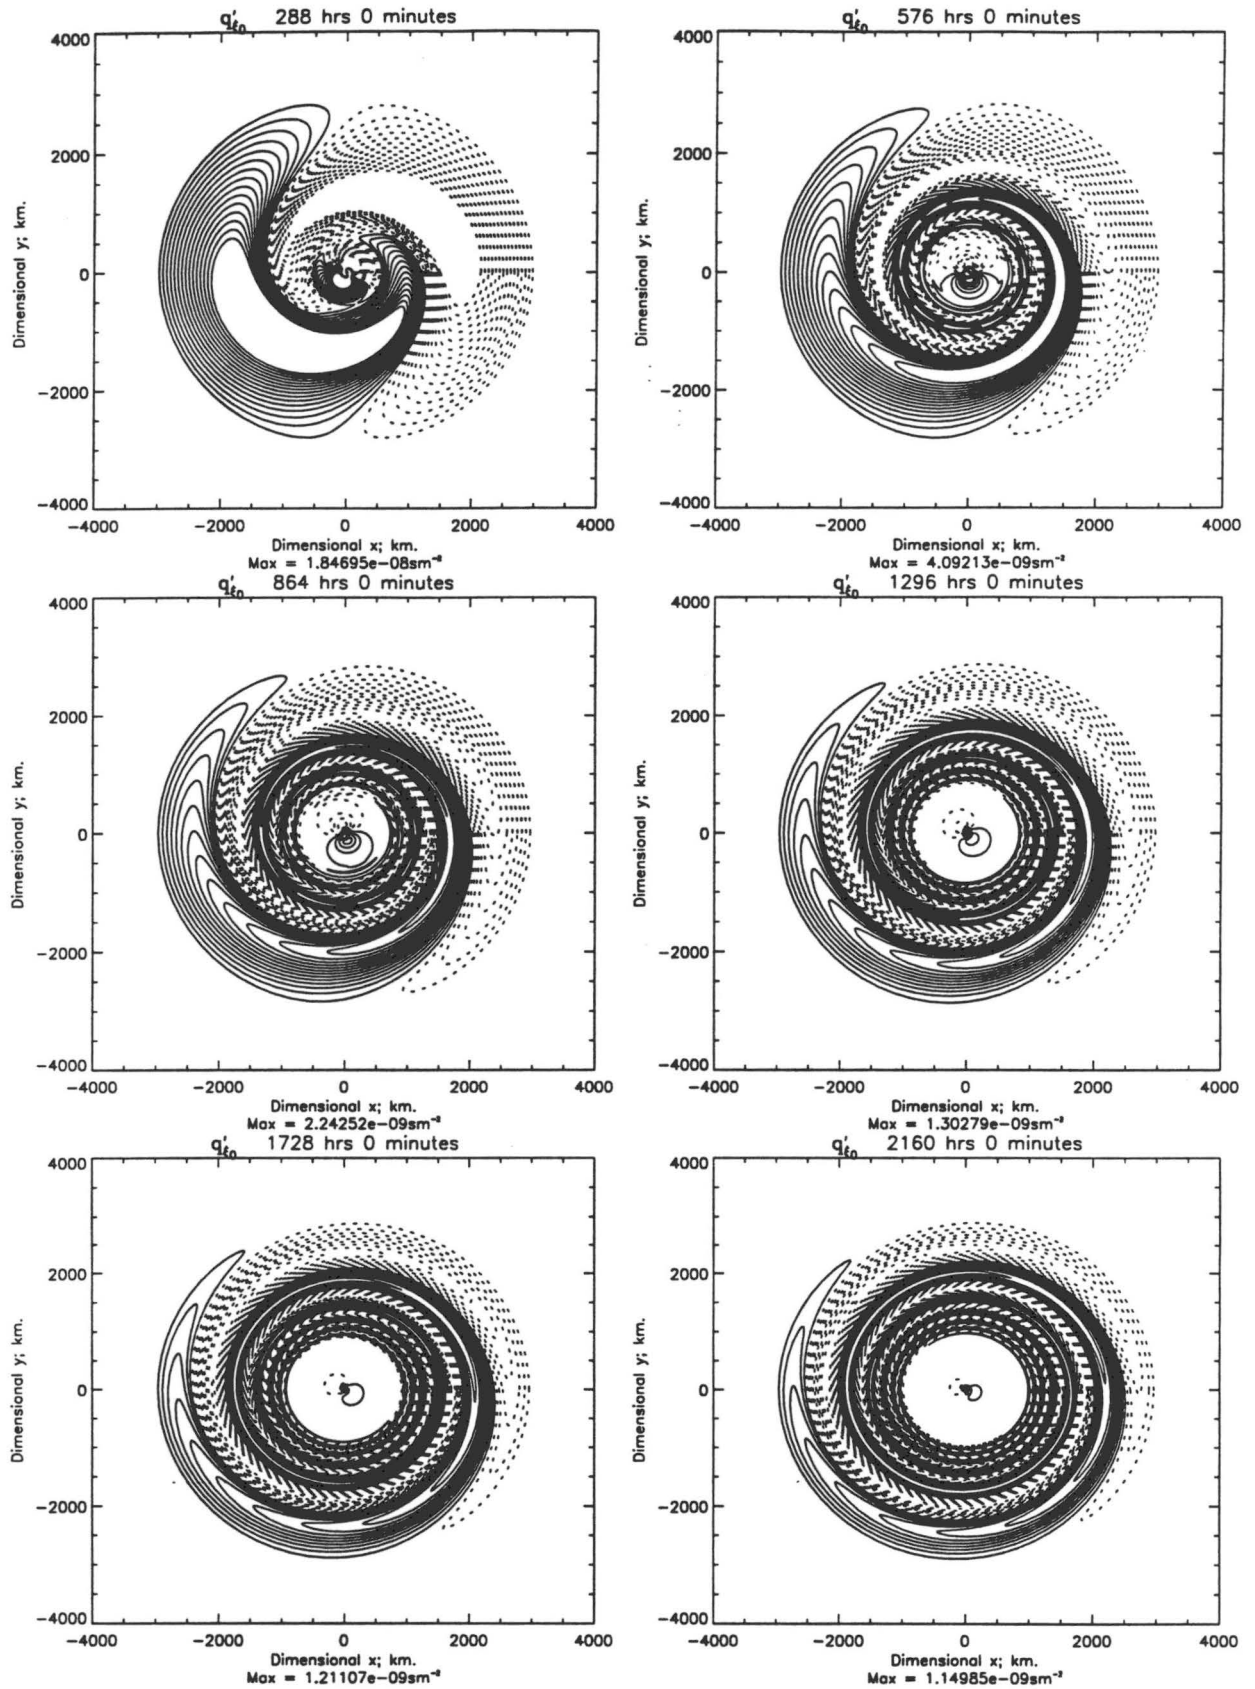 q′ξ0 288 hrs 0 minutes
4000
2000
0
−2000
−4000
Dimensional y; km.
−4000 −2000 0 2000 4000
Dimensional x; km.
Max = 1.84695e−08sm⁻²
q′ξ0 576 hrs 0 minutes
4000
2000
0
−2000
−4000
Dimensional y; km.
−4000 −2000 0 2000 4000
Dimensional x; km.
Max = 4.09213e−09sm⁻²
q′ξ0 864 hrs 0 minutes
4000
2000
0
−2000
−4000
Dimensional y; km.
−4000 −2000 0 2000 4000
Dimensional x; km.
Max = 2.24252e−09sm⁻²
q′ξ0 1296 hrs 0 minutes
4000
2000
0
−2000
−4000
Dimensional y; km.
−4000 −2000 0 2000 4000
Dimensional x; km.
Max = 1.30279e−09sm⁻²
q′ξ0 1728 hrs 0 minutes
4000
2000
0
−2000
−4000
Dimensional y; km.
−4000 −2000 0 2000 4000
Dimensional x; km.
Max = 1.21107e−09sm⁻²
q′ξ0 2160 hrs 0 minutes
4000
2000
0
−2000
−4000
Dimensional y; km.
−4000 −2000 0 2000 4000
Dimensional x; km.
Max = 1.14985e−09sm⁻²